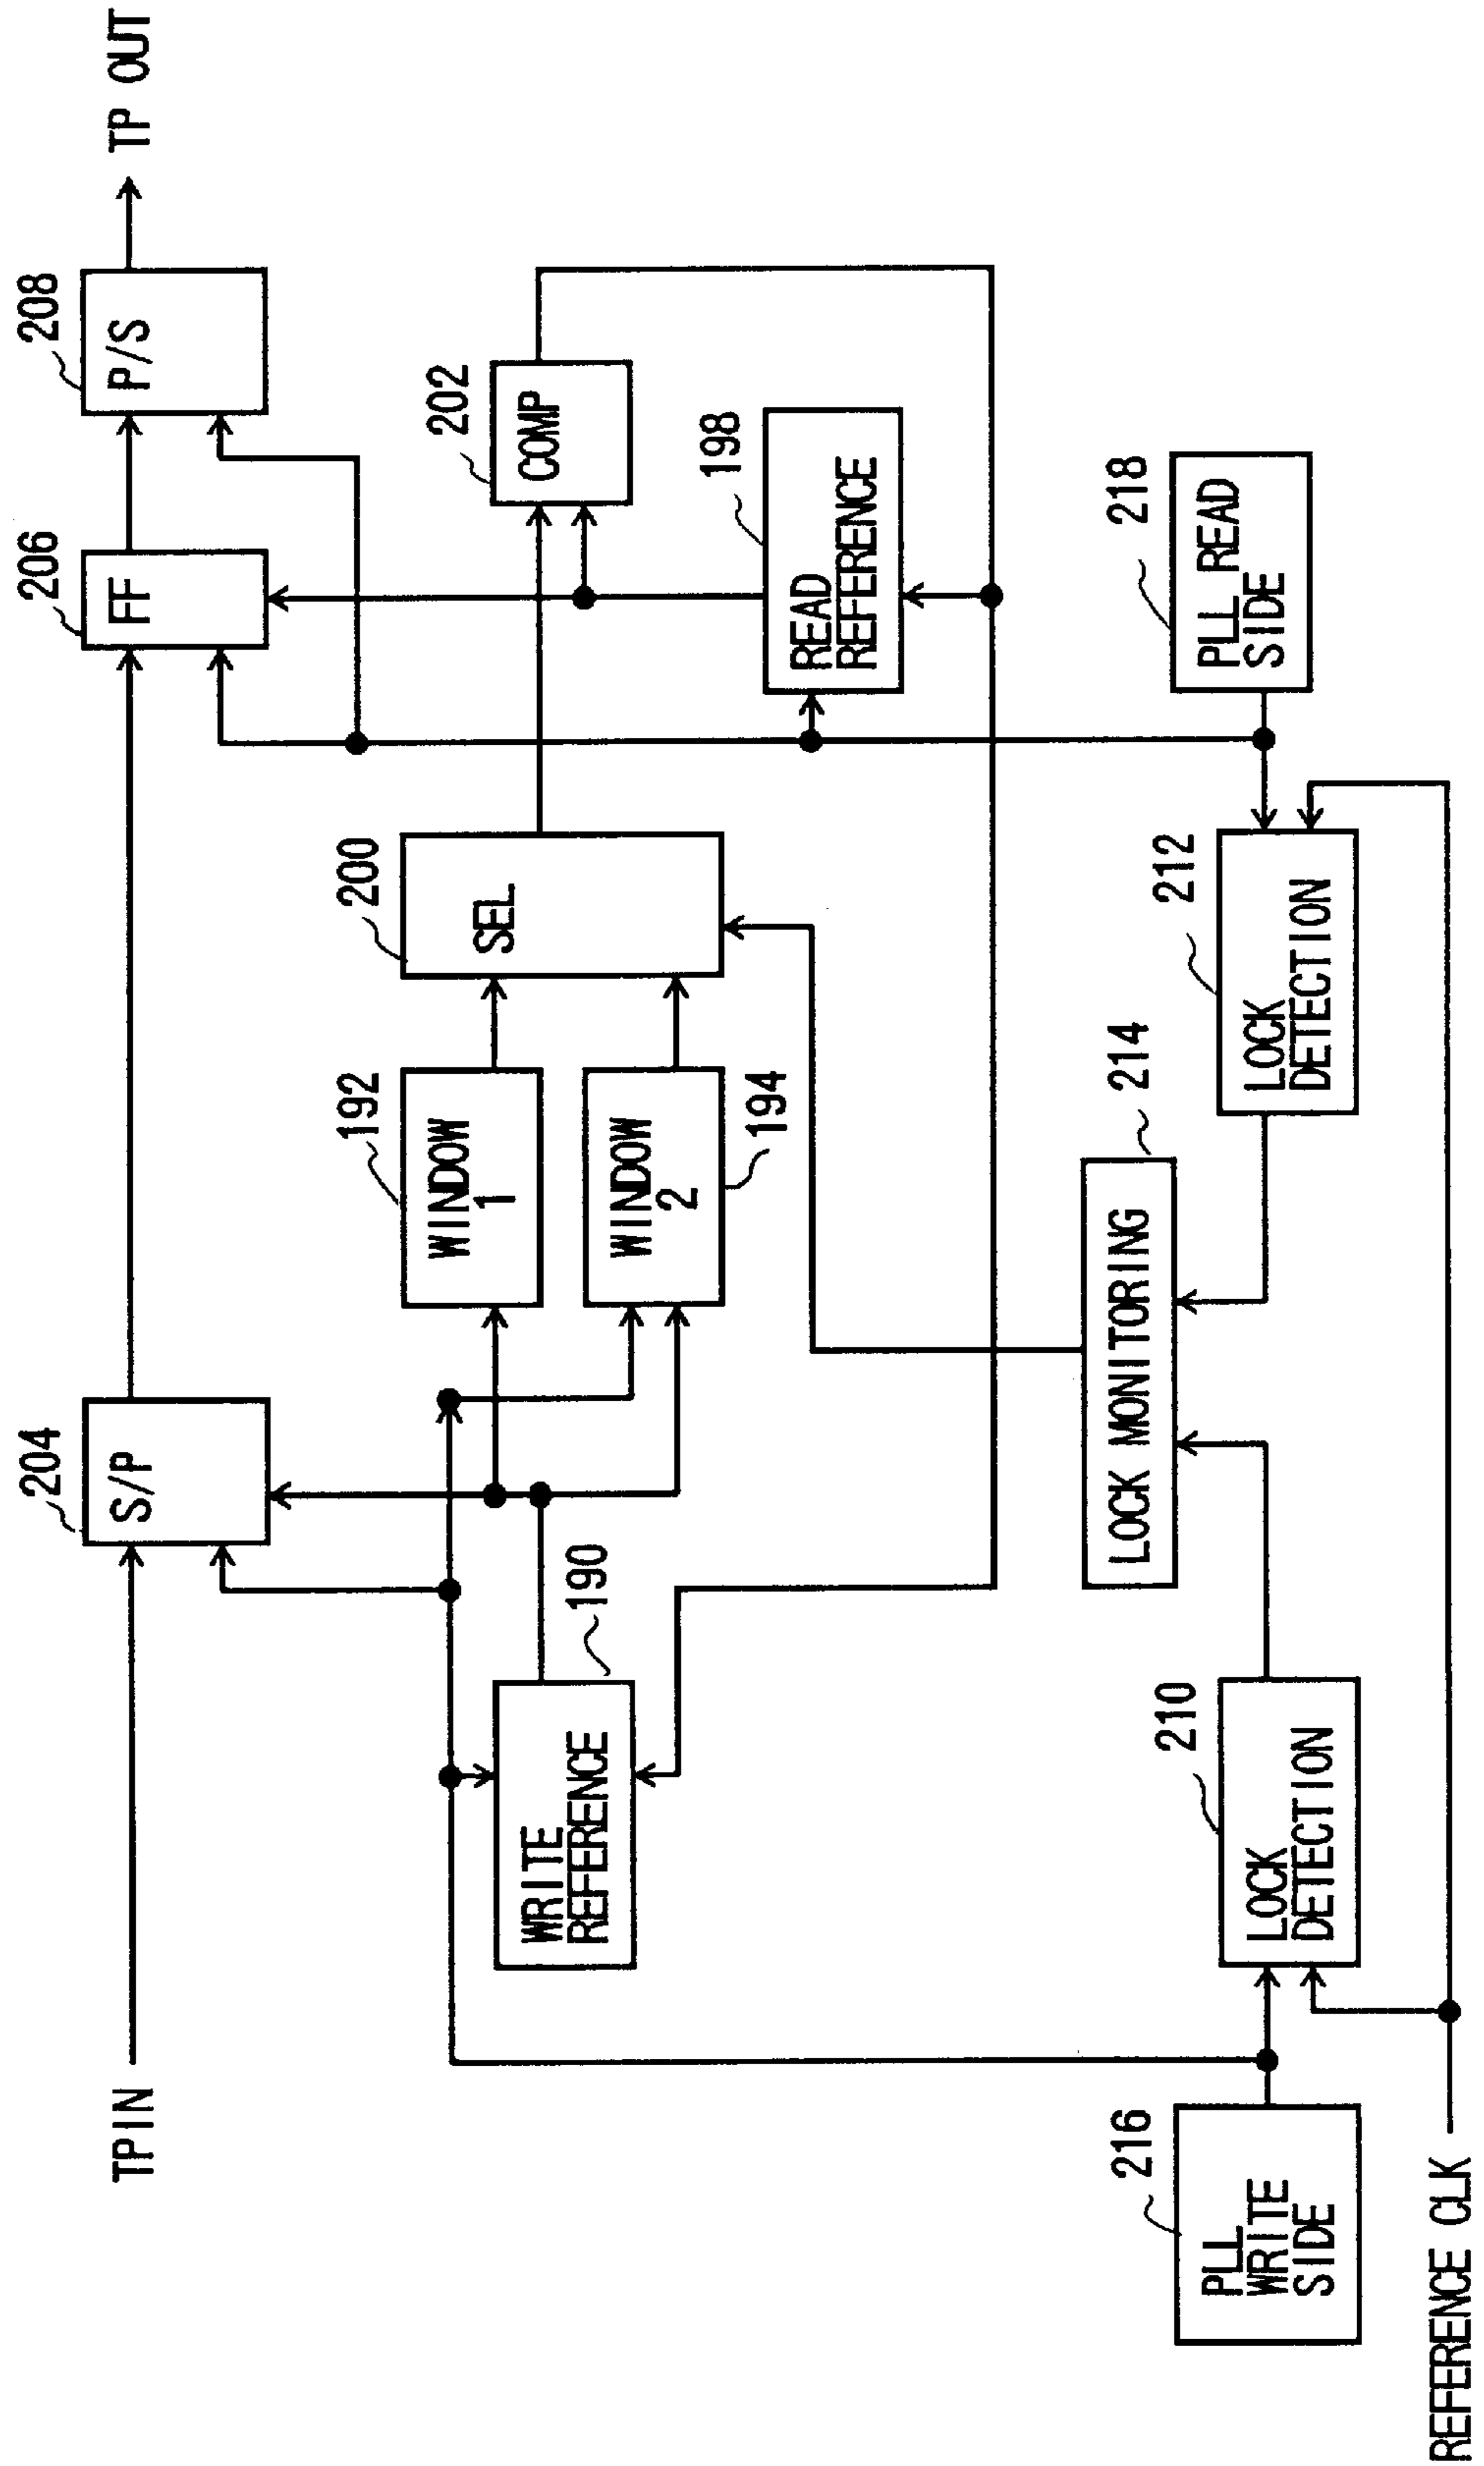 TPIN
204
S/P
206
FF
208
P/S
TP OUT
192
WINDOW
1
200
SEL
202
COMP
190
WRITE
REFERENCE
WINDOW
2
194
198
READ
REFERENCE
214
LOCK MONITORING
216
PLL
WRITE
SIDE
210
LOCK
DETECTION
212
LOCK
DETECTION
218
PLL READ
SIDE
REFERENCE CLK